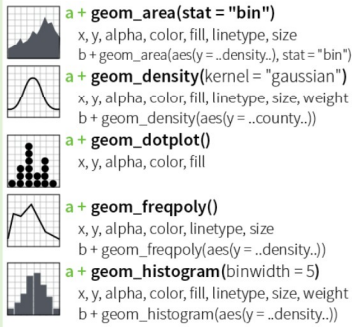 a + geom_area(stat = "bin")
x, y, alpha, color, fill, linetype, size
b + geom_area(aes(y = ..density..), stat = "bin")
a + geom_density(kernel = "gaussian")
x, y, alpha, color, fill, linetype, size, weight
b + geom_density(aes(y = ..county..))
a + geom_dotplot()
x, y, alpha, color, fill
a + geom_freqpoly()
x, y, alpha, color, linetype, size
b + geom_freqpoly(aes(y = ..density..))
a + geom_histogram(binwidth = 5)
x, y, alpha, color, fill, linetype, size, weight
b + geom_histogram(aes(y = ..density..))